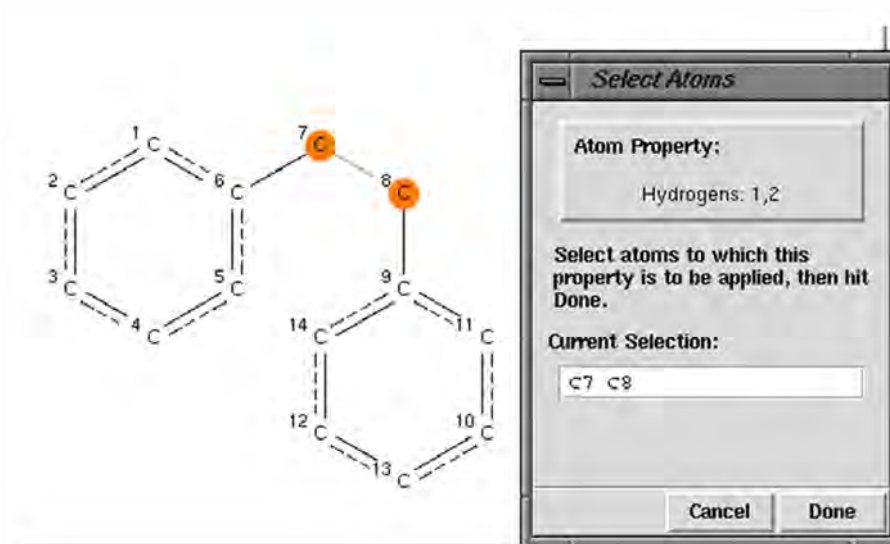 Select Atoms
Atom Property:
Hydrogens: 1,2
Select atoms to which this
property is to be applied, then hit
Done.
Current Selection:
C7 C8
Cancel Done
1 C
7 C
2 C
6 C
8 C
3 C
5 C
9 C
4 C
14 C
11 C
12 C
10 C
13 C